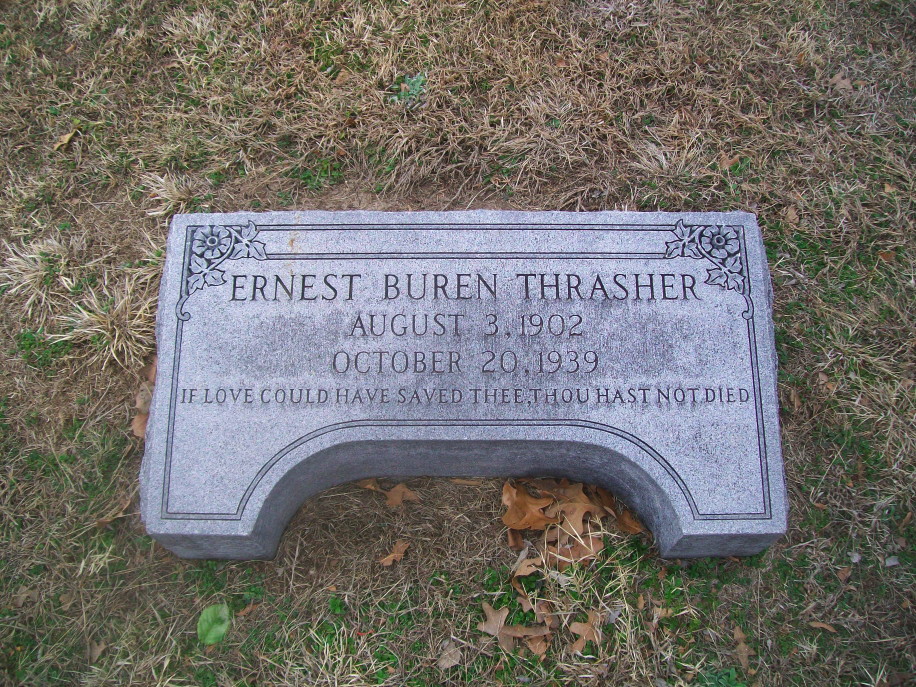 ERNEST BUREN THRASHER
AUGUST 3, 1902
OCTOBER 20, 1939
IF LOVE COULD HAVE SAVED THEE, THOU HAST NOT DIED